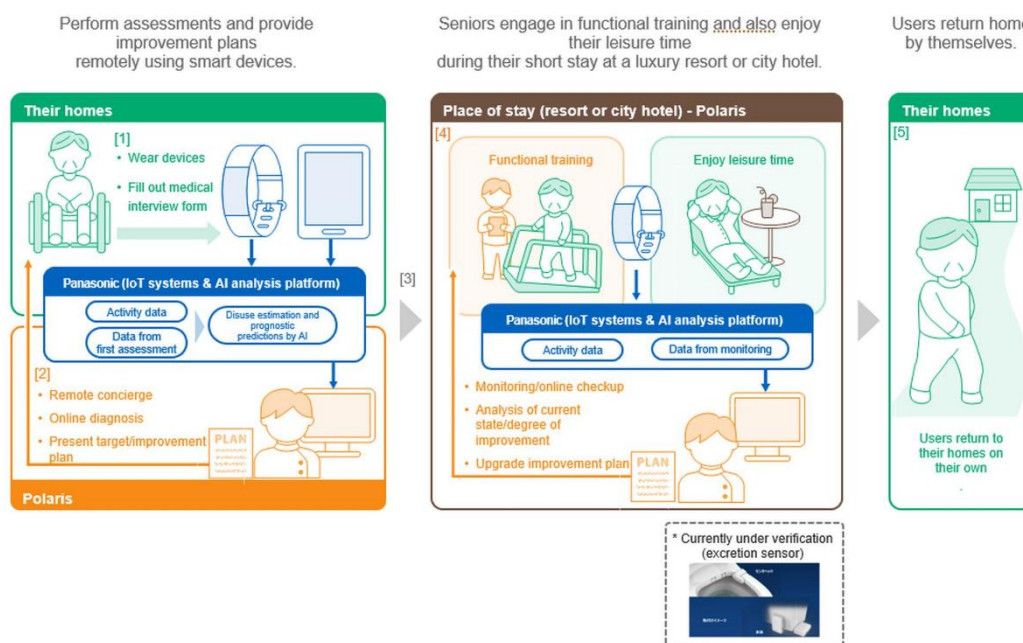 Perform assessments and provide
improvement plans
remotely using smart devices.
Seniors engage in functional training and also enjoy
their leisure time
during their short stay at a luxury resort or city hotel.
Users return home
by themselves.
Their homes
[1]
• Wear devices
• Fill out medical
interview form
Panasonic (IoT systems & AI analysis platform)
Activity data
Data from
first assessment
Disuse estimation and
prognostic
predictions by AI
[2]
• Remote concierge
• Online diagnosis
• Present target/improvement
plan
PLAN
Polaris
[3]
Place of stay (resort or city hotel) - Polaris
[4]
Functional training
Enjoy leisure time
Panasonic (IoT systems & AI analysis platform)
Activity data
Data from monitoring
• Monitoring/online checkup
• Analysis of current
state/degree of
improvement
• Upgrade improvement plan
PLAN
Their homes
[5]
Users return to
their homes on
their own
* Currently under verification
(excretion sensor)